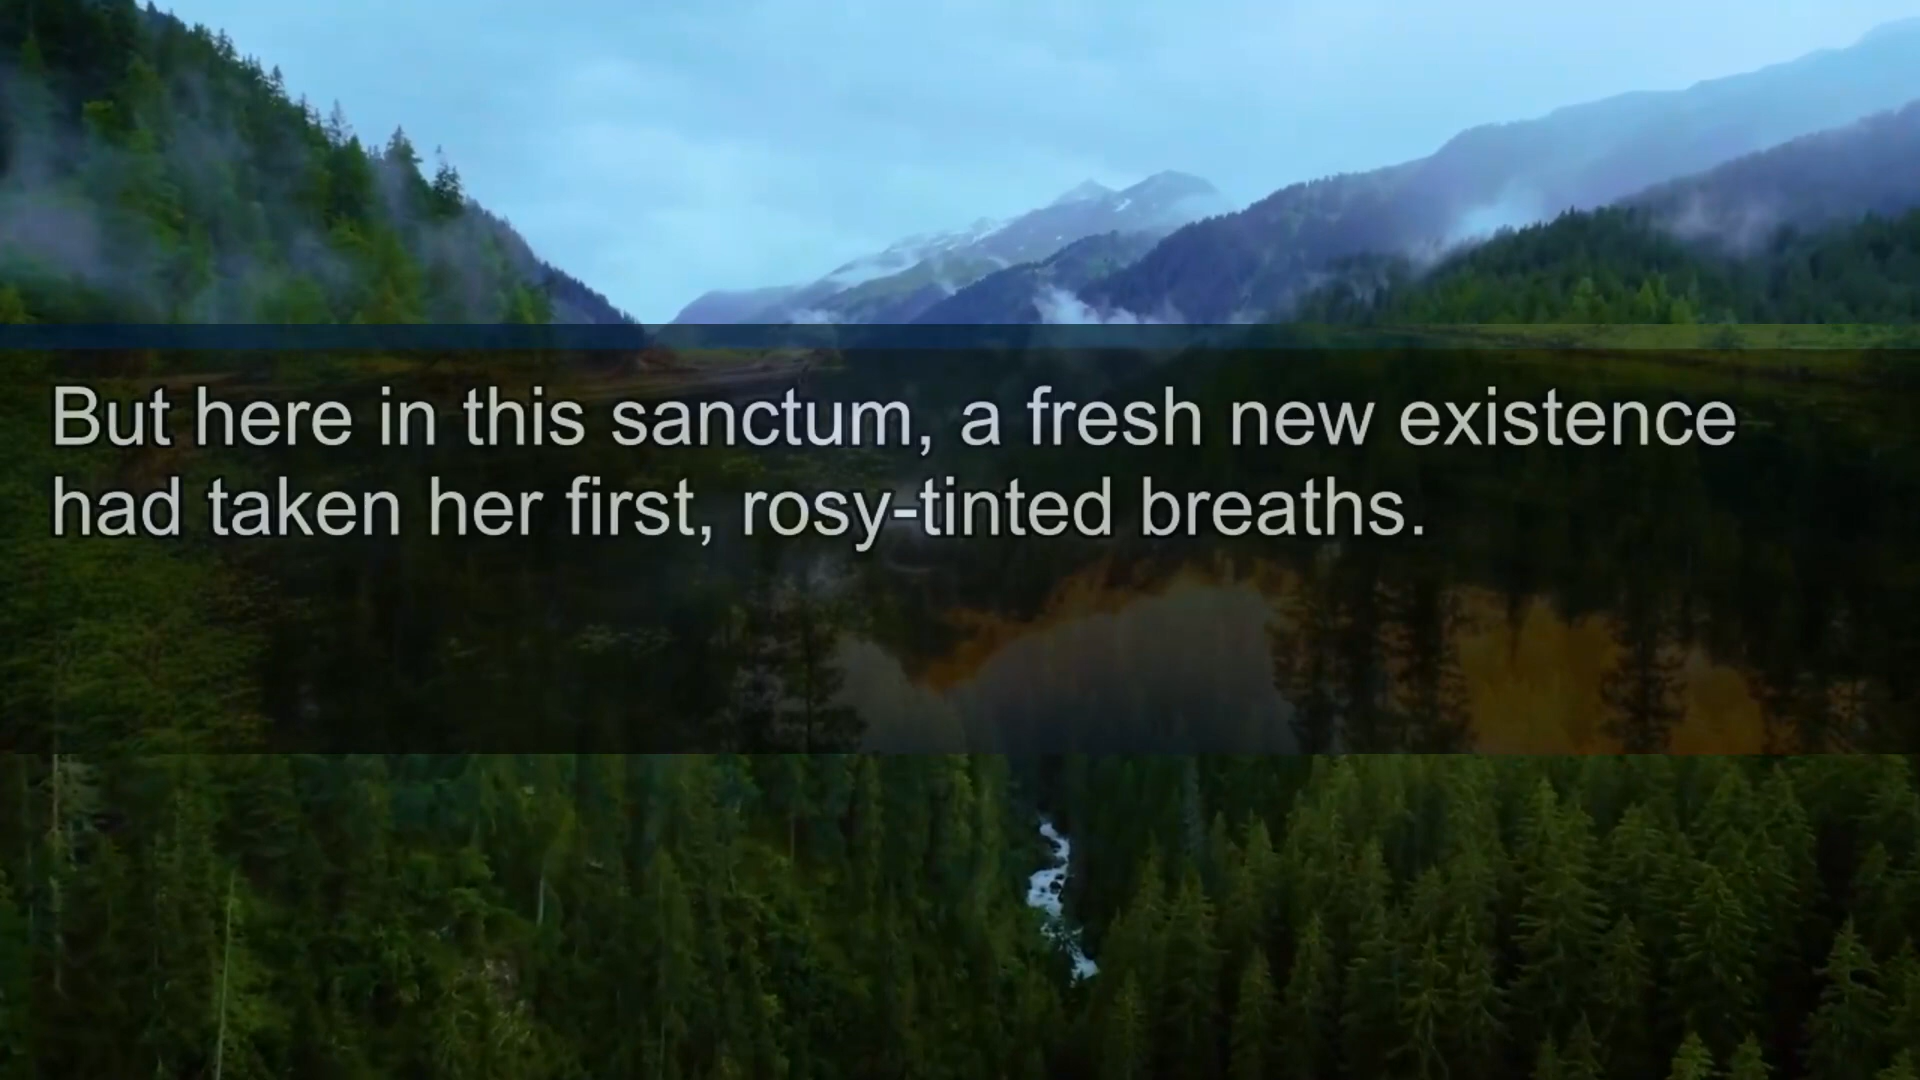 But here in this sanctum, a fresh new existence
had taken her first, rosy-tinted breaths.